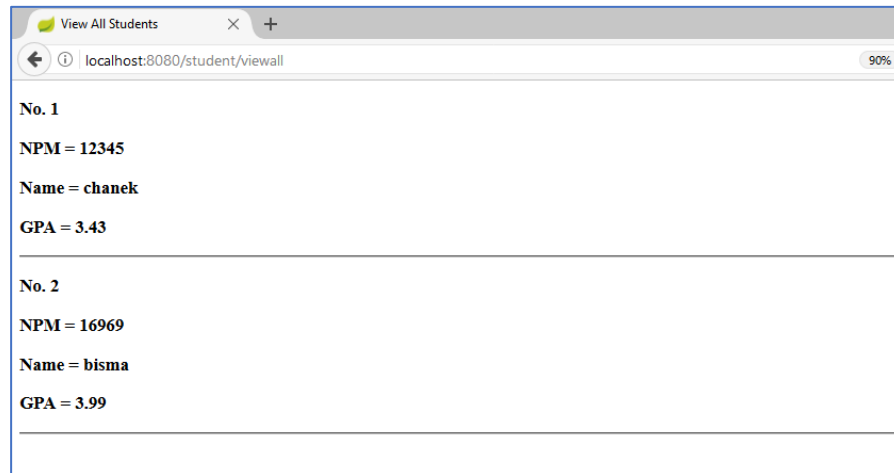 View All Students
localhost:8080/student/viewall
90%
No. 1
NPM = 12345
Name = chanek
GPA = 3.43
No. 2
NPM = 16969
Name = bisma
GPA = 3.99